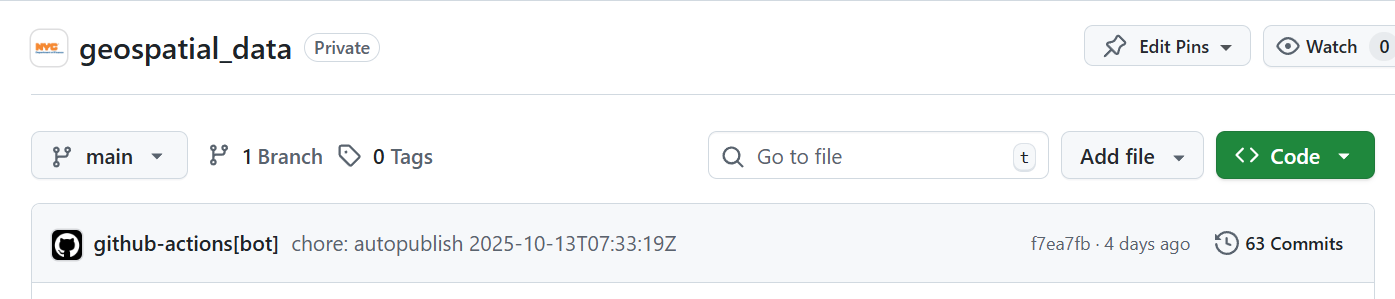 NYC
geospatial_data Private Edit Pins Watch 0
main 1 Branch 0 Tags Go to file t Add file Code
github-actions[bot] chore: autopublish 2025-10-13T07:33:19Z f7ea7fb · 4 days ago 63 Commits